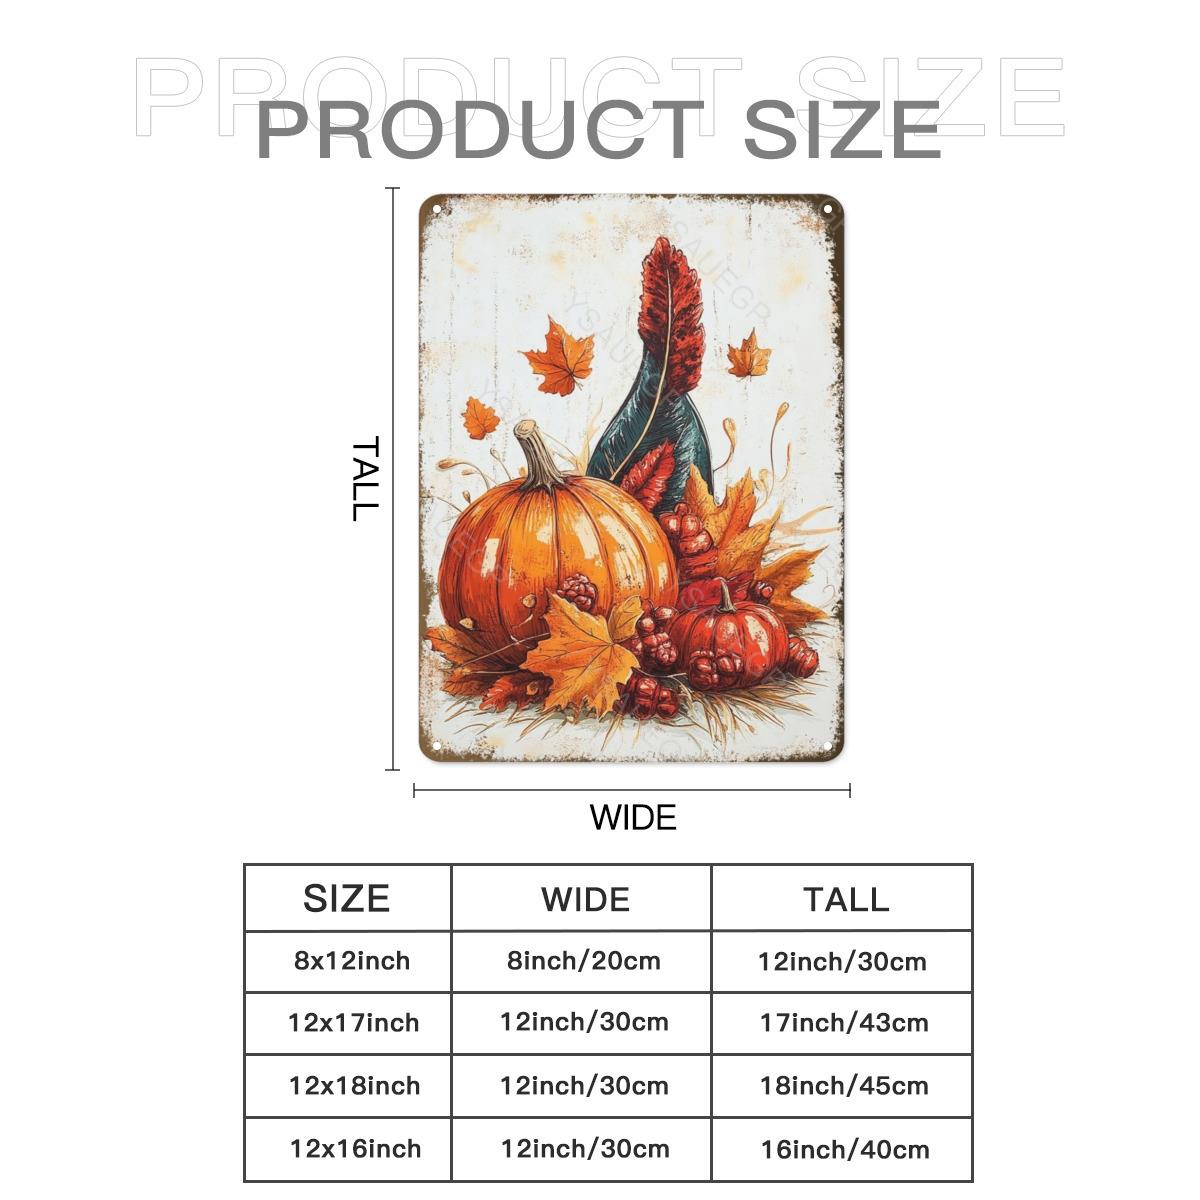 PRODUCT SIZE
PRODUCT SIZE
YSAUEGP
TALL
WIDE
SIZE WIDE TALL
8x12inch 8inch/20cm 12inch/30cm
12x17inch 12inch/30cm 17inch/43cm
12x18inch 12inch/30cm 18inch/45cm
12x16inch 12inch/30cm 16inch/40cm